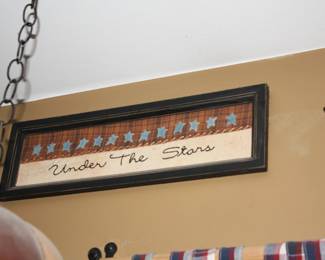 Under The Stars